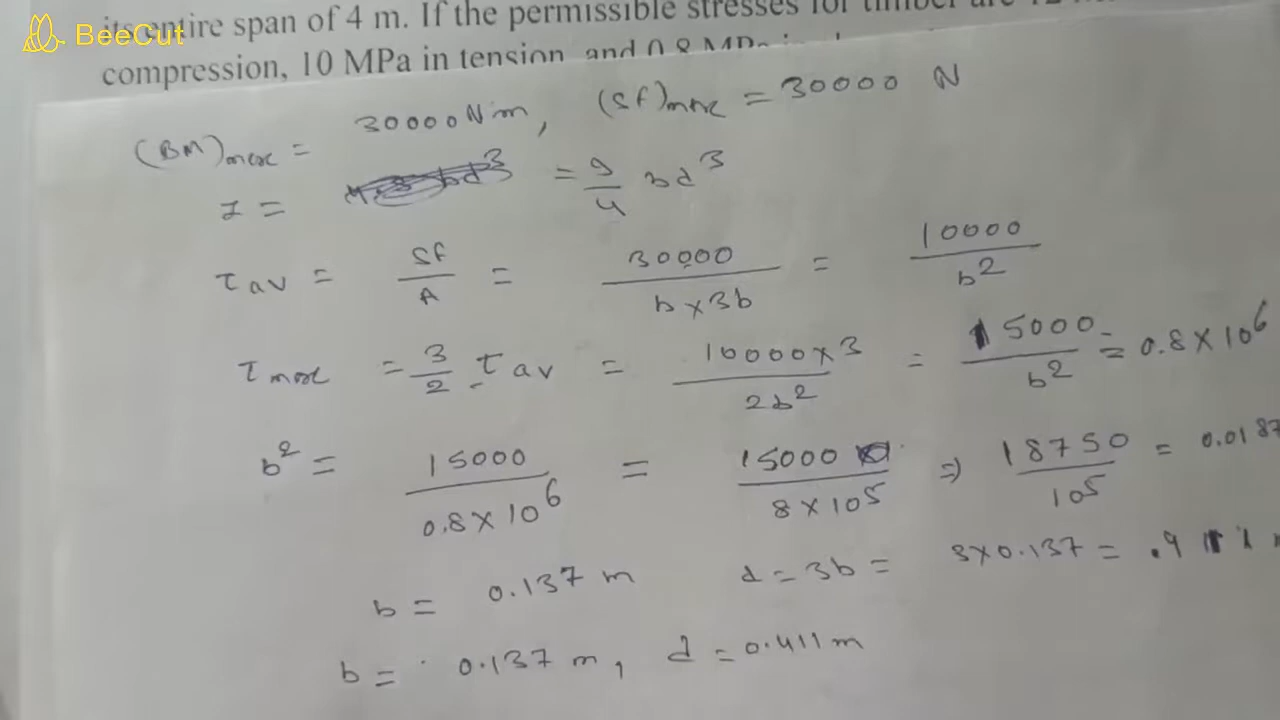 BeeCut
its entire span of 4 m. If the permissible stresses for timber are 12
compression, 10 MPa in tension, and 0.8 MPa
(BM)max = 30000 Nm, (SF)max = 30000 N
I = = 9/4 bd³
τav = SF/A = 30000/b×3b = 10000/b²
τmax = 3/2 τav = 10000×3/2b² = 15000/b² = 0.8×10⁶
b² = 15000/0.8×10⁶ = 15000/8×10⁵ ⇒ 18750/10⁵ = 0.0187
b = 0.137 m d = 3b = 3×0.137 =
b = 0.137 m, d = 0.411 m